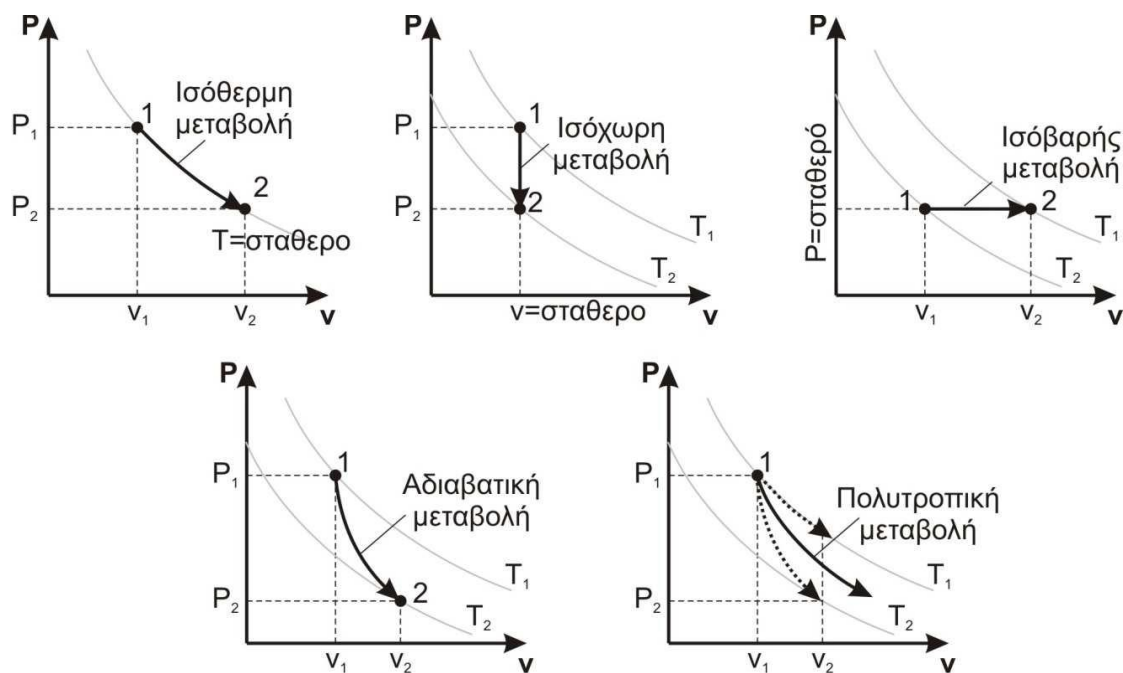 P
P₁
P₂
1
Ισόθερμη
μεταβολή
2
T=σταθερο
v₁
v₂
v
P
P₁
P₂
1
Ισόχωρη
μεταβολή
2
T₁
T₂
v=σταθερο
v
P
P=σταθερό
Ισόβαρής
μεταβολή
1
2
T₁
T₂
v₁
v₂
v
P
P₁
P₂
1
Αδιαβατική
μεταβολή
2
T₁
T₂
v₁
v₂
v
P
P₁
P₂
1
Πολυτροπική
μεταβολή
T₁
T₂
v₁
v₂
v